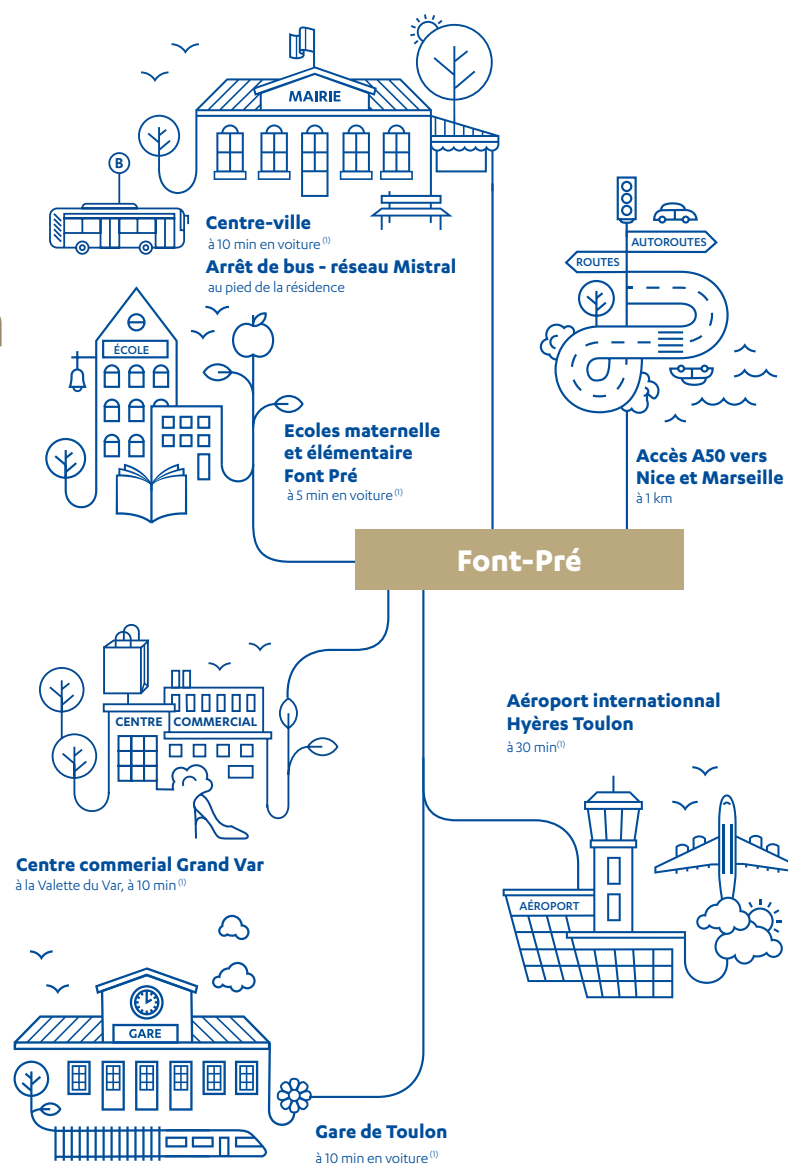 MAIRIE
B
Centre-ville
à 10 min en voiture (1)
Arrêt de bus - réseau Mistral
au pied de la résidence
AUTOROUTES
ROUTES
ÉCOLE
Ecoles maternelle
et élémentaire
Font Pré
à 5 min en voiture (1)
Accès A50 vers
Nice et Marseille
à 1 km
Font-Pré
CENTRE COMMERCIAL
Centre commerial Grand Var
à la Valette du Var, à 10 min (1)
Aéroport internationnal
Hyères Toulon
à 30 min(1)
AÉROPORT
GARE
Gare de Toulon
à 10 min en voiture (1)